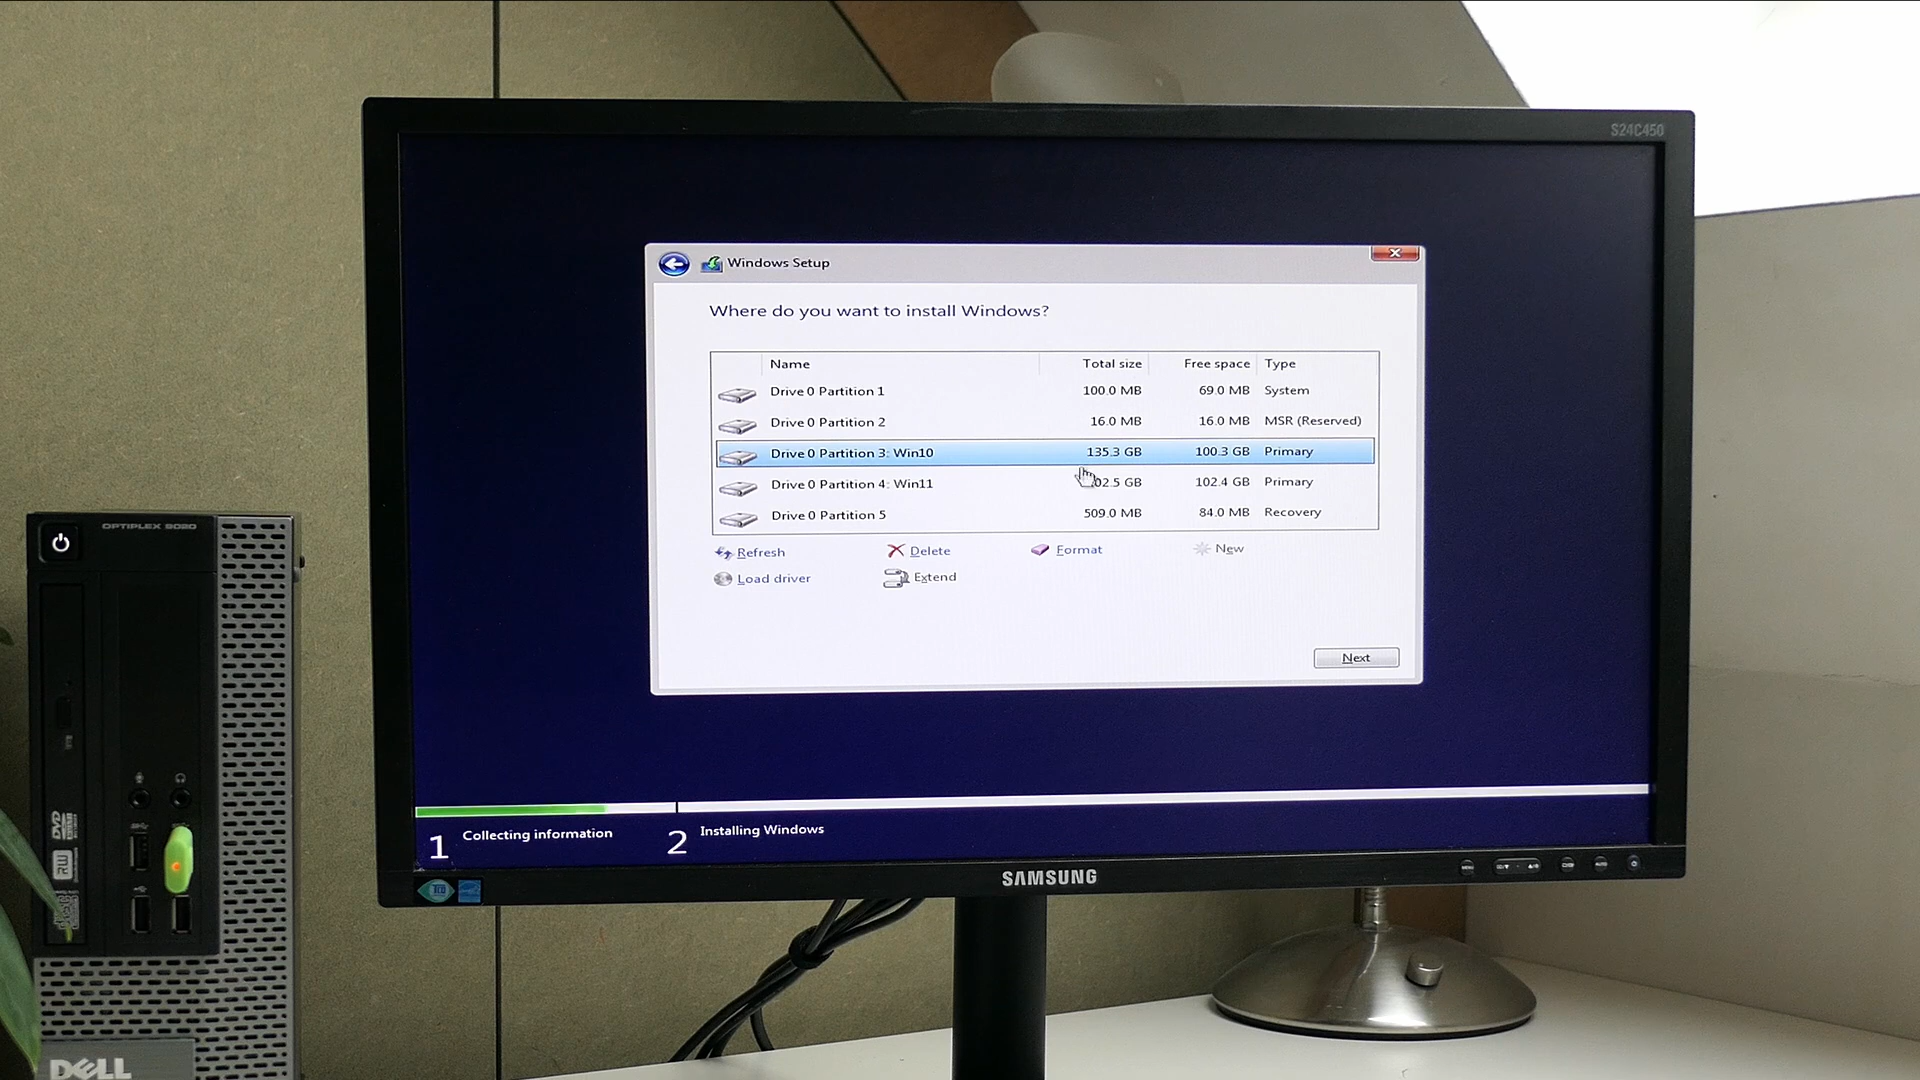 S24C450
Windows Setup
Where do you want to install Windows?
Name Total size Free space Type
Drive 0 Partition 1 100.0 MB 69.0 MB System
Drive 0 Partition 2 16.0 MB 16.0 MB MSR (Reserved)
Drive 0 Partition 3: Win10 135.3 GB 100.3 GB Primary
Drive 0 Partition 4: Win11 02.5 GB 102.4 GB Primary
Drive 0 Partition 5 509.0 MB 84.0 MB Recovery
Refresh Delete Format New
Load driver Extend
Next
1 Collecting information 2 Installing Windows
SAMSUNG
OPTIPLEX 9020
DVD
RW
DELL